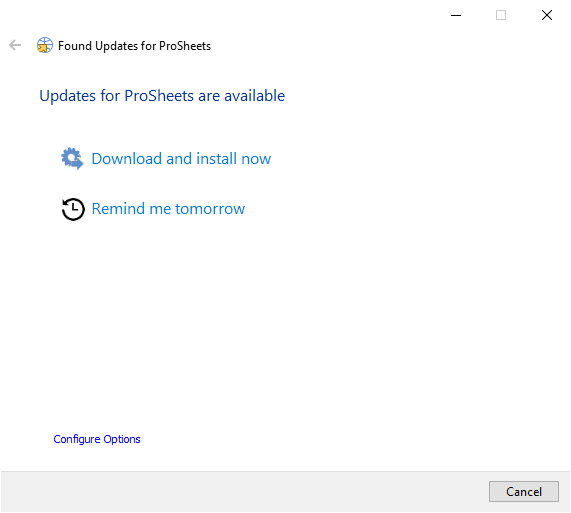 Found Updates for ProSheets
Updates for ProSheets are available
Download and install now
Remind me tomorrow
Configure Options
Cancel